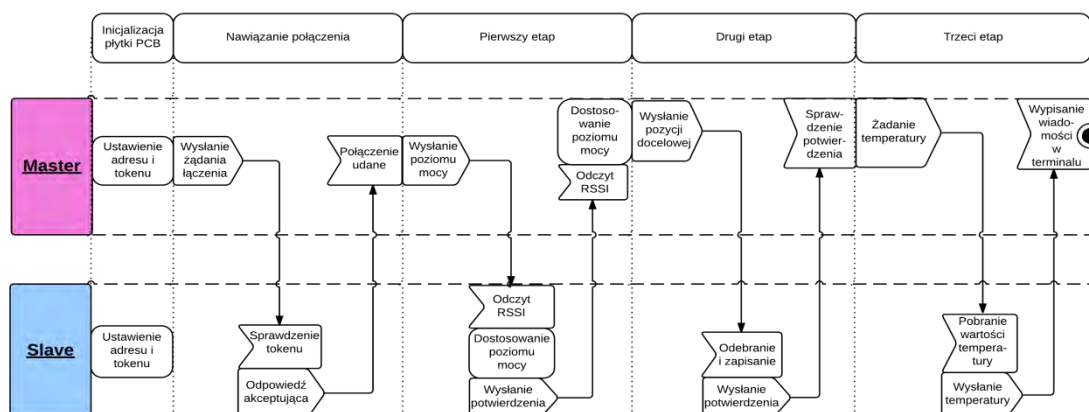 Inicjalizacja
płytki PCB
Nawiązanie połączenia
Pierwszy etap
Drugi etap
Trzeci etap
Master
Ustawienie
adresu i
tokenu
Wysłanie
żądania
łączenia
Połączenie
udane
Wysłanie
poziomu
mocy
Dostoso-
wanie
poziomu
mocy
Odczyt
RSSI
Wysłanie
pozycji
docelowej
Spraw-
dzenie
potwier-
dzenia
Żadanie
temperatury
Wypisanie
wiado-
mości
w
terminalu
Slave
Ustawienie
adresu i
tokenu
Sprawdzenie
tokenu
Odpowiedź
akceptująca
Odczyt
RSSI
Dostosowanie
poziomu
mocy
Wysłanie
potwierdzenia
Odebranie
i zapisanie
Wysłanie
potwierdzenia
Pobranie
wartości
tempera-
tury
Wysłanie
temperatury